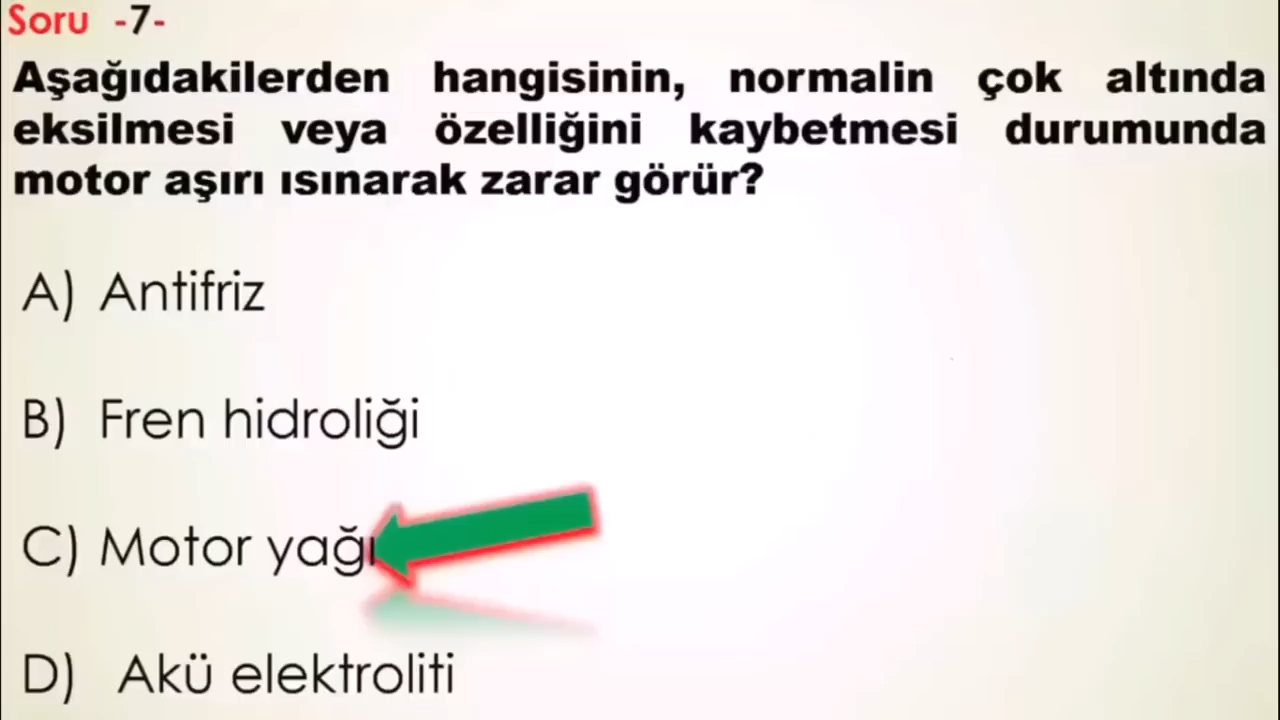 Soru -7-
Aşağıdakilerden hangisinin, normalin çok altında
eksilmesi veya özelliğini kaybetmesi durumunda
motor aşırı ısınarak zarar görür?
A) Antifriz
B) Fren hidroliği
C) Motor yağı
D) Akü elektroliti